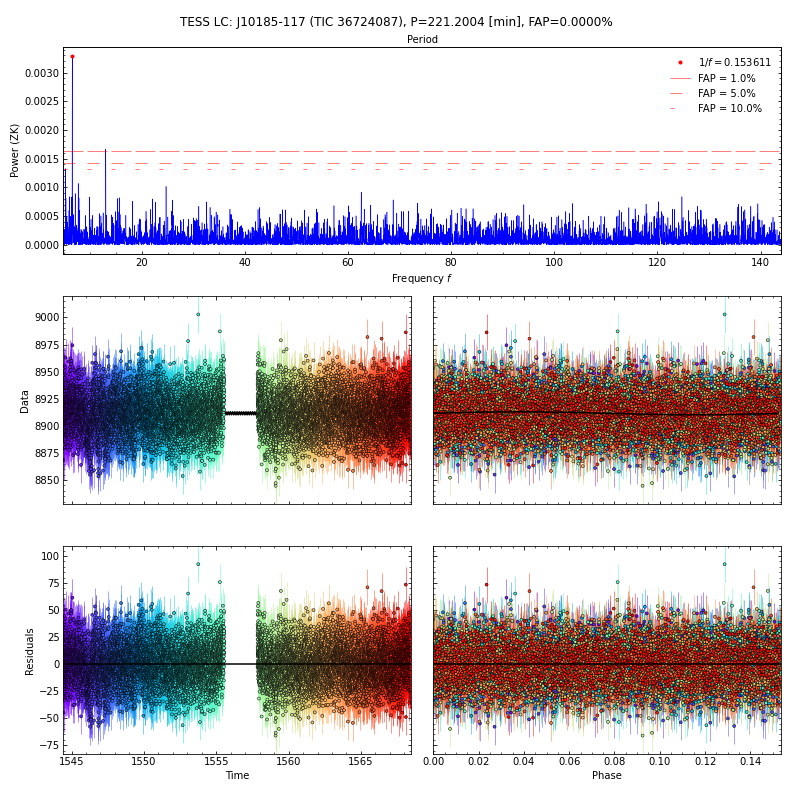 TESS LC: J10185-117 (TIC 36724087), P=221.2004 [min], FAP=0.0000%
Period
Power (ZK)
0.0030
0.0025
0.0020
0.0015
0.0010
0.0005
0.0000
1/f = 0.153611
FAP = 1.0%
FAP = 5.0%
FAP = 10.0%
20 40 60 80 100 120 140
Frequency f
Data
9000
8975
8950
8925
8900
8875
8850
Residuals
100
75
50
25
0
−25
−50
−75
1545 1550 1555 1560 1565
Time
0.00 0.02 0.04 0.06 0.08 0.10 0.12 0.14
Phase